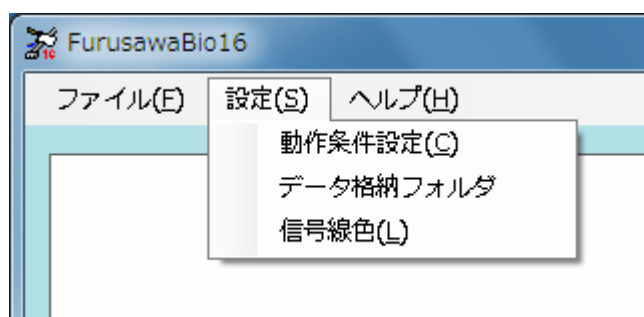 FurusawaBio16
ファイル(F) 設定(S) ヘルプ(H)
動作条件設定(C)
データ格納フォルダ
信号線色(L)